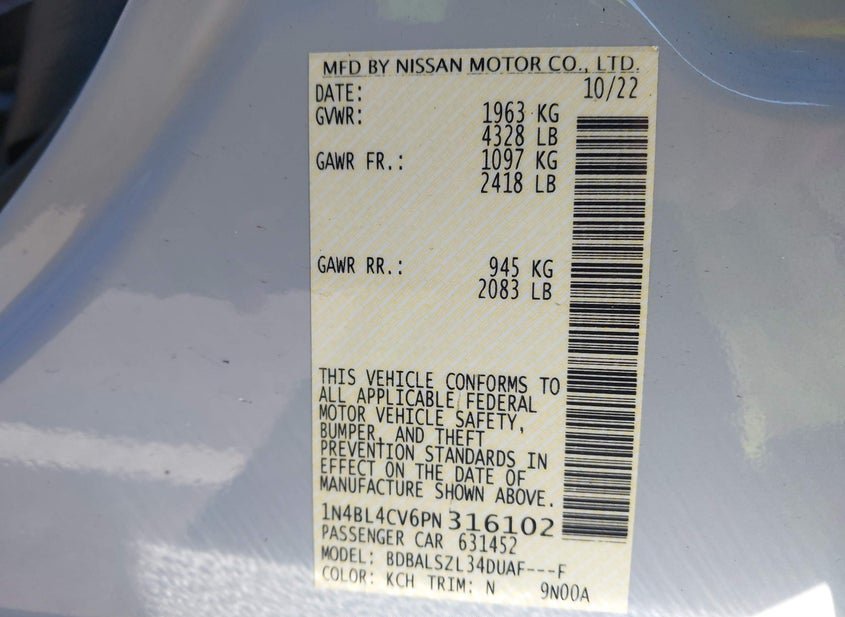 MFD BY NISSAN MOTOR CO., LTD.
DATE: 10/22
GVWR: 1963 KG
4328 LB
GAWR FR.: 1097 KG
2418 LB
GAWR RR.: 945 KG
2083 LB
THIS VEHICLE CONFORMS TO
ALL APPLICABLE FEDERAL
MOTOR VEHICLE SAFETY,
BUMPER, AND THEFT
PREVENTION STANDARDS IN
EFFECT ON THE DATE OF
MANUFACTURE SHOWN ABOVE.
1N4BL4CV6PN 316102
PASSENGER CAR 631452
MODEL: BDBALSZL34DUAF---F
COLOR: KCH TRIM: N 9N00A